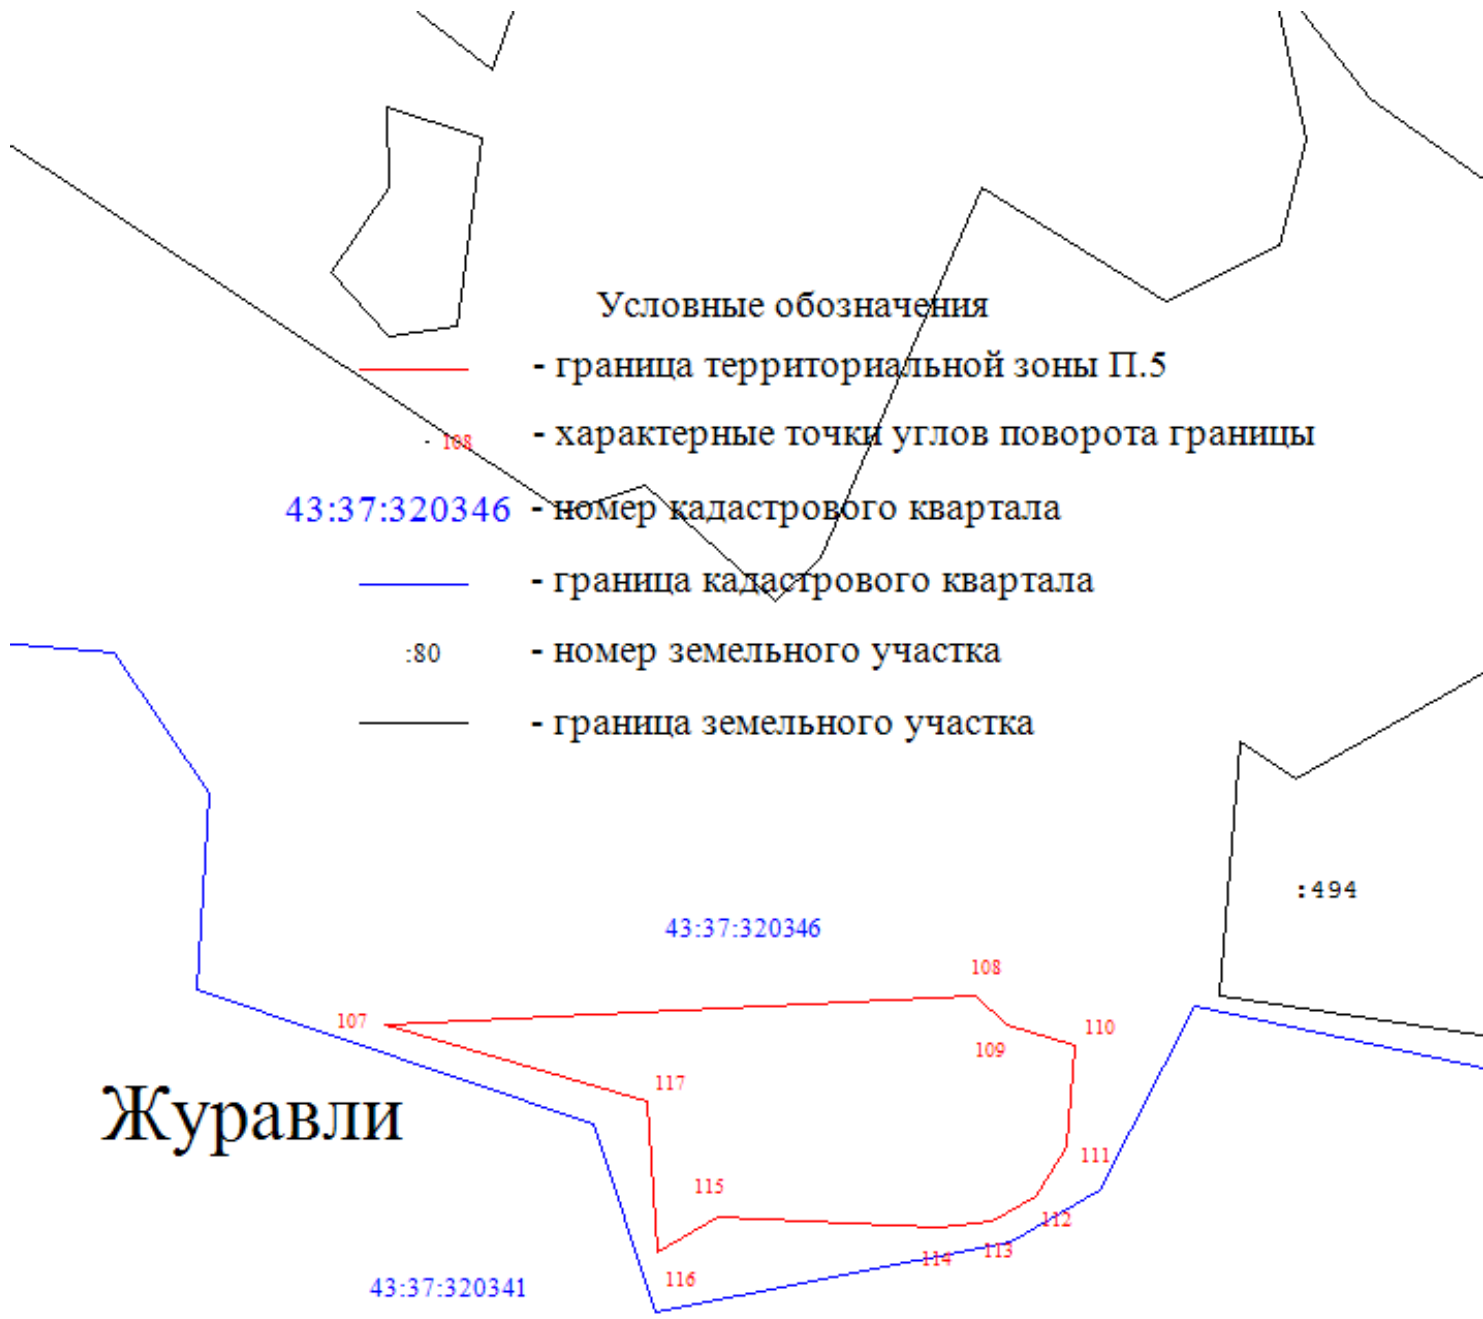 Условные обозначения
- граница территориальной зоны П.5
· 108 - характерные точки углов поворота границы
43:37:320346 - номер кадастрового квартала
- граница кадастрового квартала
:80 - номер земельного участка
- граница земельного участка
:494
43:37:320346
108
107
110
109
117
Журавли
111
115
112
113
114
116
43:37:320341